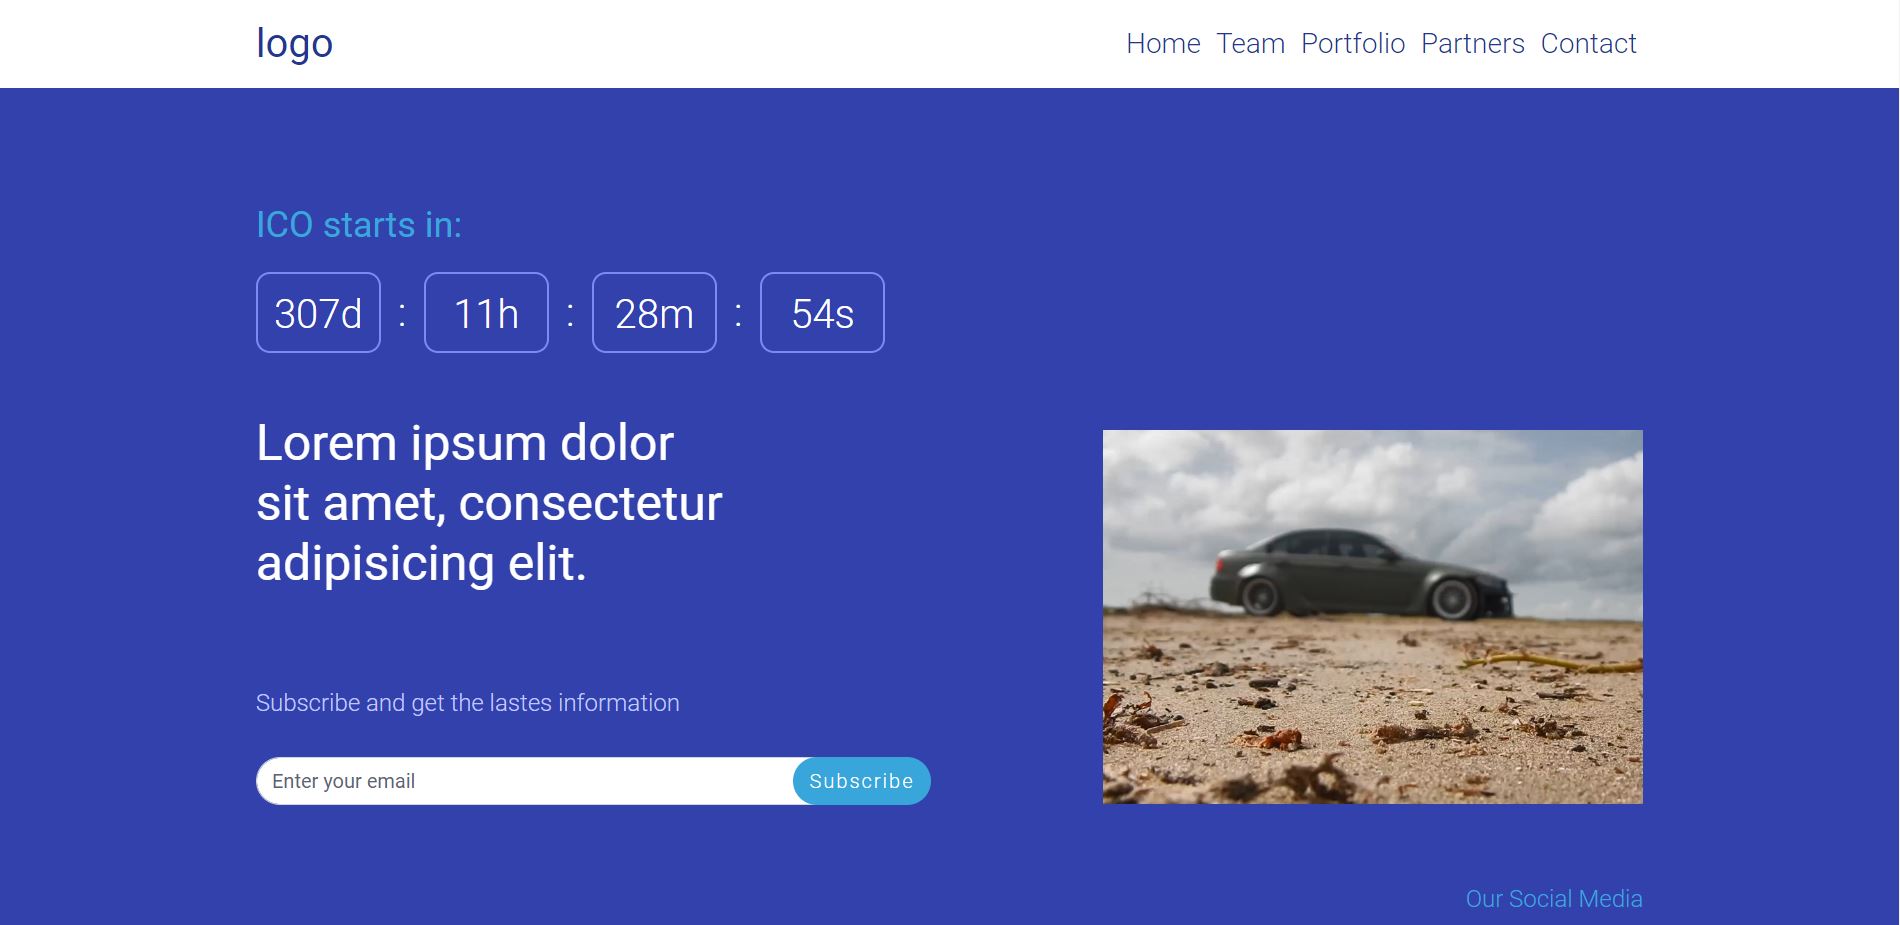 logo
Home Team Portfolio Partners Contact
ICO starts in:
307d : 11h : 28m : 54s
Lorem ipsum dolor
sit amet, consectetur
adipisicing elit.
Subscribe and get the lastes information
Enter your email Subscribe
Our Social Media